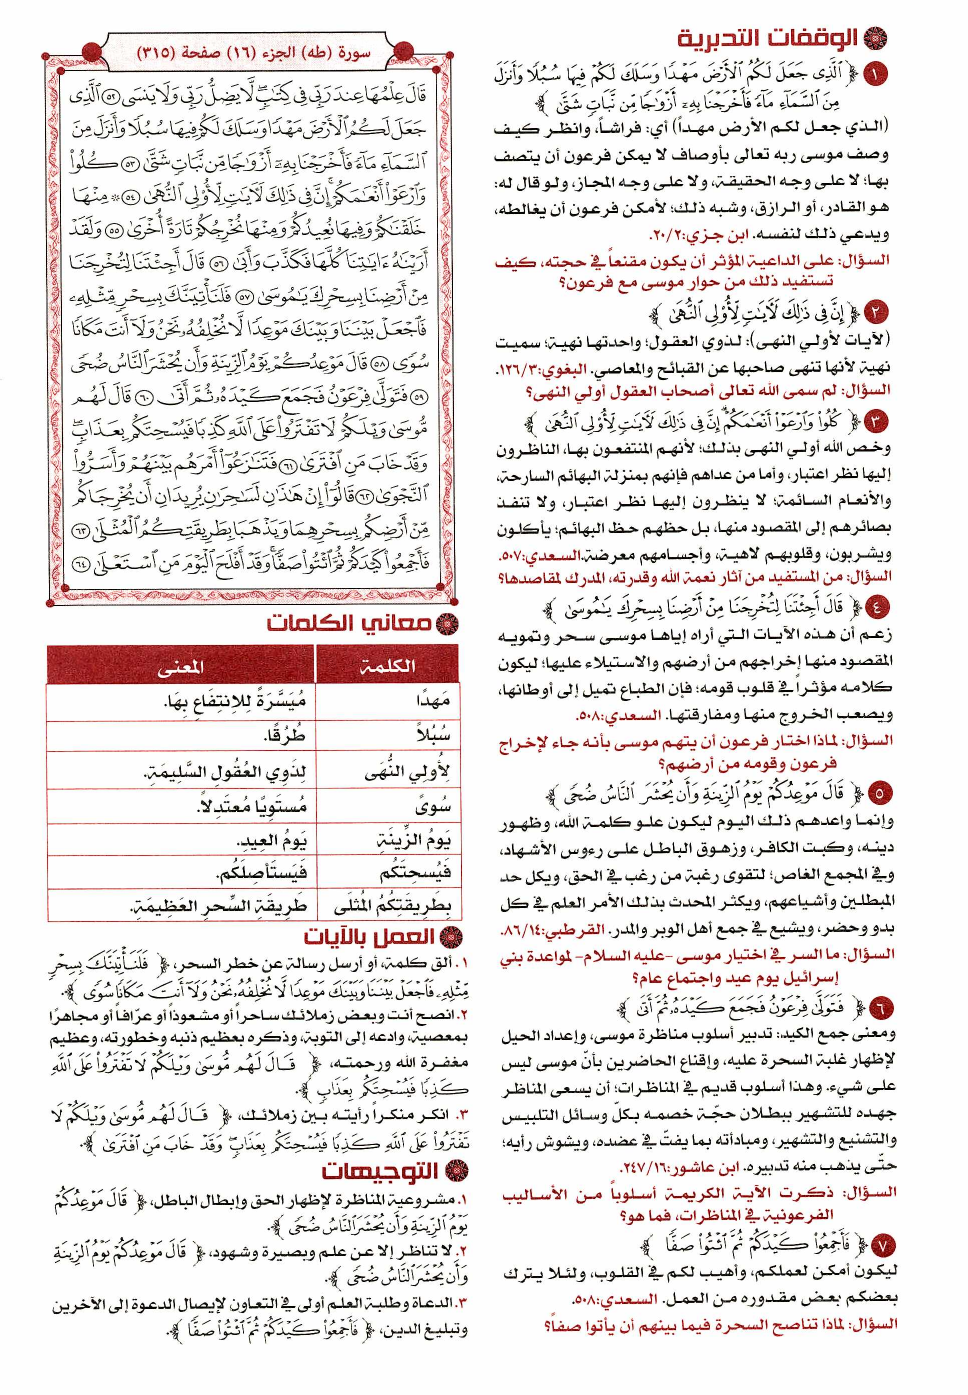 الوقفات التدبرية
١ ﴿ ٱلَّذِى جَعَلَ لَكُمُ ٱلْأَرْضَ مَهْدًا وَسَلَكَ لَكُمْ فِيهَا سُبُلًا وَأَنزَلَ
مِنَ ٱلسَّمَآءِ مَآءً فَأَخْرَجْنَا بِهِۦٓ أَزْوَٰجًا مِّن نَّبَاتٍ شَتَّىٰ ﴾
(الذي جعل لكم الأرض مهداً) أي: فراشاً، وانظر كيف
وصف موسى ربه تعالى بأوصاف لا يمكن فرعون أن يتصف
بها؛ لا على وجه الحقيقة، ولا على وجه المجاز، ولو قال له:
هو القادر، أو الرازق، وشبه ذلك؛ لأمكن فرعون أن يغالطه،
ويدعي ذلك لنفسه. ابن جزي:٢٠/٢.
السؤال: على الداعية المؤثر أن يكون مقنعاً في حجته، كيف
تستفيد ذلك من حوار موسى مع فرعون؟
٢ ﴿ إِنَّ فِى ذَٰلِكَ لَءَايَٰتٍ لِّأُو۟لِى ٱلنُّهَىٰ ﴾
(لآيات لأولي النهى): لذوي العقول؛ واحدتها نهية؛ سميت
نهية لأنها تنهى صاحبها عن القبائح والمعاصي. البغوي:١٢٦/٣.
السؤال: لم سمى الله تعالى أصحاب العقول أولي النهى؟
٣ ﴿ كُلُوا۟ وَٱرْعَوْا۟ أَنْعَٰمَكُمْ ۗ إِنَّ فِى ذَٰلِكَ لَءَايَٰتٍ لِّأُو۟لِى ٱلنُّهَىٰ ﴾
وخص الله أولي النهى بذلك؛ لأنهم المنتفعون بها، الناظرون
إليها نظر اعتبار، وأما من عداهم فإنهم بمنزلة البهائم السارحة،
والأنعام السائمة؛ لا ينظرون إليها نظر اعتبار، ولا تنفذ
بصائرهم إلى المقصود منها، بل حظهم حظ البهائم؛ يأكلون
ويشربون، وقلوبهم لاهية، وأجسامهم معرضة. السعدي:٥٠٧.
السؤال: من المستفيد من آثار نعمة الله وقدرته، المدرك لمقاصدها؟
٤ ﴿ قَالَ أَجِئْتَنَا لِتُخْرِجَنَا مِنْ أَرْضِنَا بِسِحْرِكَ يَٰمُوسَىٰ ﴾
زعم أن هذه الآيات التي أراه إياها موسى سحر وتمويه
المقصود منها إخراجهم من أرضهم والاستيلاء عليها؛ ليكون
كلامه مؤثراً في قلوب قومه؛ فإن الطباع تميل إلى أوطانها،
ويصعب الخروج منها ومفارقتها. السعدي:٥٠٨.
السؤال: لماذا اختار فرعون أن يتهم موسى بأنه جاء لإخراج
فرعون وقومه من أرضهم؟
٥ ﴿ قَالَ مَوْعِدُكُمْ يَوْمُ ٱلزِّينَةِ وَأَن يُحْشَرَ ٱلنَّاسُ ضُحًى ﴾
وإنما واعدهم ذلك اليوم ليكون علو كلمة الله، وظهور
دينه، وكبت الكافر، وزهوق الباطل على رءوس الأشهاد،
وفي المجمع الغاص؛ لتقوى رغبة من رغب في الحق، ويكل حد
المبطلين وأشياعهم، ويكثر المحدث بذلك الأمر العلم في كل
بدو وحضر، ويشيع في جمع أهل الوبر والمدر. القرطبي:٨٦/١٤.
السؤال: ما السر في اختيار موسى -عليه السلام- لمواعدة بني
إسرائيل يوم عيد واجتماع عام؟
٦ ﴿ فَتَوَلَّىٰ فِرْعَوْنُ فَجَمَعَ كَيْدَهُۥ ثُمَّ أَتَىٰ ﴾
ومعنى جمع الكيد: تدبير أسلوب مناظرة موسى، وإعداد الحيل
لإظهار غلبة السحرة عليه، وإقناع الحاضرين بأنّ موسى ليس
على شيء. وهذا أسلوب قديم في المناظرات؛ أن يسعى المناظر
جهده للتشهير ببطلان حجّة خصمه بكلّ وسائل التلبيس
والتشنيع والتشهير، ومبادأته بما يفتّ في عضده، ويشوش رأيه؛
حتّى يذهب منه تدبيره. ابن عاشور:٢٤٧/١٦.
السؤال: ذكرت الآية الكريمة أسلوباً من الأساليب
الفرعونية في المناظرات، فما هو؟
٧ ﴿ فَأَجْمِعُوا۟ كَيْدَكُمْ ثُمَّ ٱئْتُوا۟ صَفًّا ﴾
ليكون أمكن لعملكم، وأهيب لكم في القلوب، ولئلا يترك
بعضكم بعض مقدوره من العمل. السعدي:٥٠٨.
السؤال: لماذا تناصح السحرة فيما بينهم أن يأتوا صفاً؟
سورة (طه) الجزء (١٦) صفحة (٣١٥)
قَالَ عِلْمُهَا عِندَ رَبِّى فِى كِتَٰبٍ ۖ لَّا يَضِلُّ رَبِّى وَلَا يَنسَى ٥٢ ٱلَّذِى
جَعَلَ لَكُمُ ٱلْأَرْضَ مَهْدًا وَسَلَكَ لَكُمْ فِيهَا سُبُلًا وَأَنزَلَ مِنَ
ٱلسَّمَآءِ مَآءً فَأَخْرَجْنَا بِهِۦٓ أَزْوَٰجًا مِّن نَّبَاتٍ شَتَّىٰ ٥٣ كُلُوا۟
وَٱرْعَوْا۟ أَنْعَٰمَكُمْ ۗ إِنَّ فِى ذَٰلِكَ لَءَايَٰتٍ لِّأُو۟لِى ٱلنُّهَىٰ ٥٤ ۞ مِنْهَا
خَلَقْنَٰكُمْ وَفِيهَا نُعِيدُكُمْ وَمِنْهَا نُخْرِجُكُمْ تَارَةً أُخْرَىٰ ٥٥ وَلَقَدْ
أَرَيْنَٰهُ ءَايَٰتِنَا كُلَّهَا فَكَذَّبَ وَأَبَىٰ ٥٦ قَالَ أَجِئْتَنَا لِتُخْرِجَنَا
مِنْ أَرْضِنَا بِسِحْرِكَ يَٰمُوسَىٰ ٥٧ فَلَنَأْتِيَنَّكَ بِسِحْرٍ مِّثْلِهِۦ
فَٱجْعَلْ بَيْنَنَا وَبَيْنَكَ مَوْعِدًا لَّا نُخْلِفُهُۥ نَحْنُ وَلَآ أَنتَ مَكَانًا
سُوًى ٥٨ قَالَ مَوْعِدُكُمْ يَوْمُ ٱلزِّينَةِ وَأَن يُحْشَرَ ٱلنَّاسُ ضُحًى
٥٩ فَتَوَلَّىٰ فِرْعَوْنُ فَجَمَعَ كَيْدَهُۥ ثُمَّ أَتَىٰ ٦٠ قَالَ لَهُم
مُّوسَىٰ وَيْلَكُمْ لَا تَفْتَرُوا۟ عَلَى ٱللَّهِ كَذِبًا فَيُسْحِتَكُم بِعَذَابٍ ۖ
وَقَدْ خَابَ مَنِ ٱفْتَرَىٰ ٦١ فَتَنَٰزَعُوٓا۟ أَمْرَهُم بَيْنَهُمْ وَأَسَرُّوا۟
ٱلنَّجْوَىٰ ٦٢ قَالُوٓا۟ إِنْ هَٰذَٰنِ لَسَٰحِرَٰنِ يُرِيدَانِ أَن يُخْرِجَاكُم
مِّنْ أَرْضِكُم بِسِحْرِهِمَا وَيَذْهَبَا بِطَرِيقَتِكُمُ ٱلْمُثْلَىٰ ٦٣
فَأَجْمِعُوا۟ كَيْدَكُمْ ثُمَّ ٱئْتُوا۟ صَفًّا ۚ وَقَدْ أَفْلَحَ ٱلْيَوْمَ مَنِ ٱسْتَعْلَىٰ ٦٤
معاني الكلمات
الكلمة المعنى
مَهدًا مُيَسَّرَةً لِلِانتِفَاعِ بِهَا.
سُبُلاً طُرُقًا.
لِأُولِي النُّهَى لِذَوِي العُقُولِ السَّلِيمَةِ.
سُوًى مُستَوِيًا مُعتَدِلاً.
يَومُ الزِّينَةِ يَومُ العِيدِ.
فَيُسحِتَكُم فَيَستَأصِلَكُم.
بِطَرِيقَتِكُمُ المُثلَى طَرِيقَةِ السِّحرِ العَظِيمَةِ.
العمل بالآيات
١. ألق كلمة، أو أرسل رسالة عن خطر السحر، ﴿ فَلَنَأْتِيَنَّكَ بِسِحْرٍ
مِّثْلِهِۦ فَٱجْعَلْ بَيْنَنَا وَبَيْنَكَ مَوْعِدًا لَّا نُخْلِفُهُۥ نَحْنُ وَلَآ أَنتَ مَكَانًا سُوًى ﴾.
٢. انصح أنت وبعض زملائك ساحراً أو مشعوذاً أو عرّافاً أو مجاهرًا
بمعصية، وادعه إلى التوبة، وذكره بعظيم ذنبه وخطورته، وعظيم
مغفرة الله ورحمته، ﴿ قَالَ لَهُم مُّوسَىٰ وَيْلَكُمْ لَا تَفْتَرُوا۟ عَلَى ٱللَّهِ
كَذِبًا فَيُسْحِتَكُم بِعَذَابٍ ﴾.
٣. انكر منكراً رأيته بين زملائك، ﴿ قَالَ لَهُم مُّوسَىٰ وَيْلَكُمْ لَا
تَفْتَرُوا۟ عَلَى ٱللَّهِ كَذِبًا فَيُسْحِتَكُم بِعَذَابٍ ۖ وَقَدْ خَابَ مَنِ ٱفْتَرَىٰ ﴾.
التوجيهات
١. مشروعية المناظرة لإظهار الحق وإبطال الباطل، ﴿ قَالَ مَوْعِدُكُمْ
يَوْمُ ٱلزِّينَةِ وَأَن يُحْشَرَ ٱلنَّاسُ ضُحًى ﴾.
٢. لا تناظر إلا عن علم وبصيرة وشهود، ﴿ قَالَ مَوْعِدُكُمْ يَوْمُ ٱلزِّينَةِ
وَأَن يُحْشَرَ ٱلنَّاسُ ضُحًى ﴾.
٣. الدعاة وطلبة العلم أولى في التعاون لإيصال الدعوة إلى الآخرين
وتبليغ الدين، ﴿ فَأَجْمِعُوا۟ كَيْدَكُمْ ثُمَّ ٱئْتُوا۟ صَفًّا ﴾.